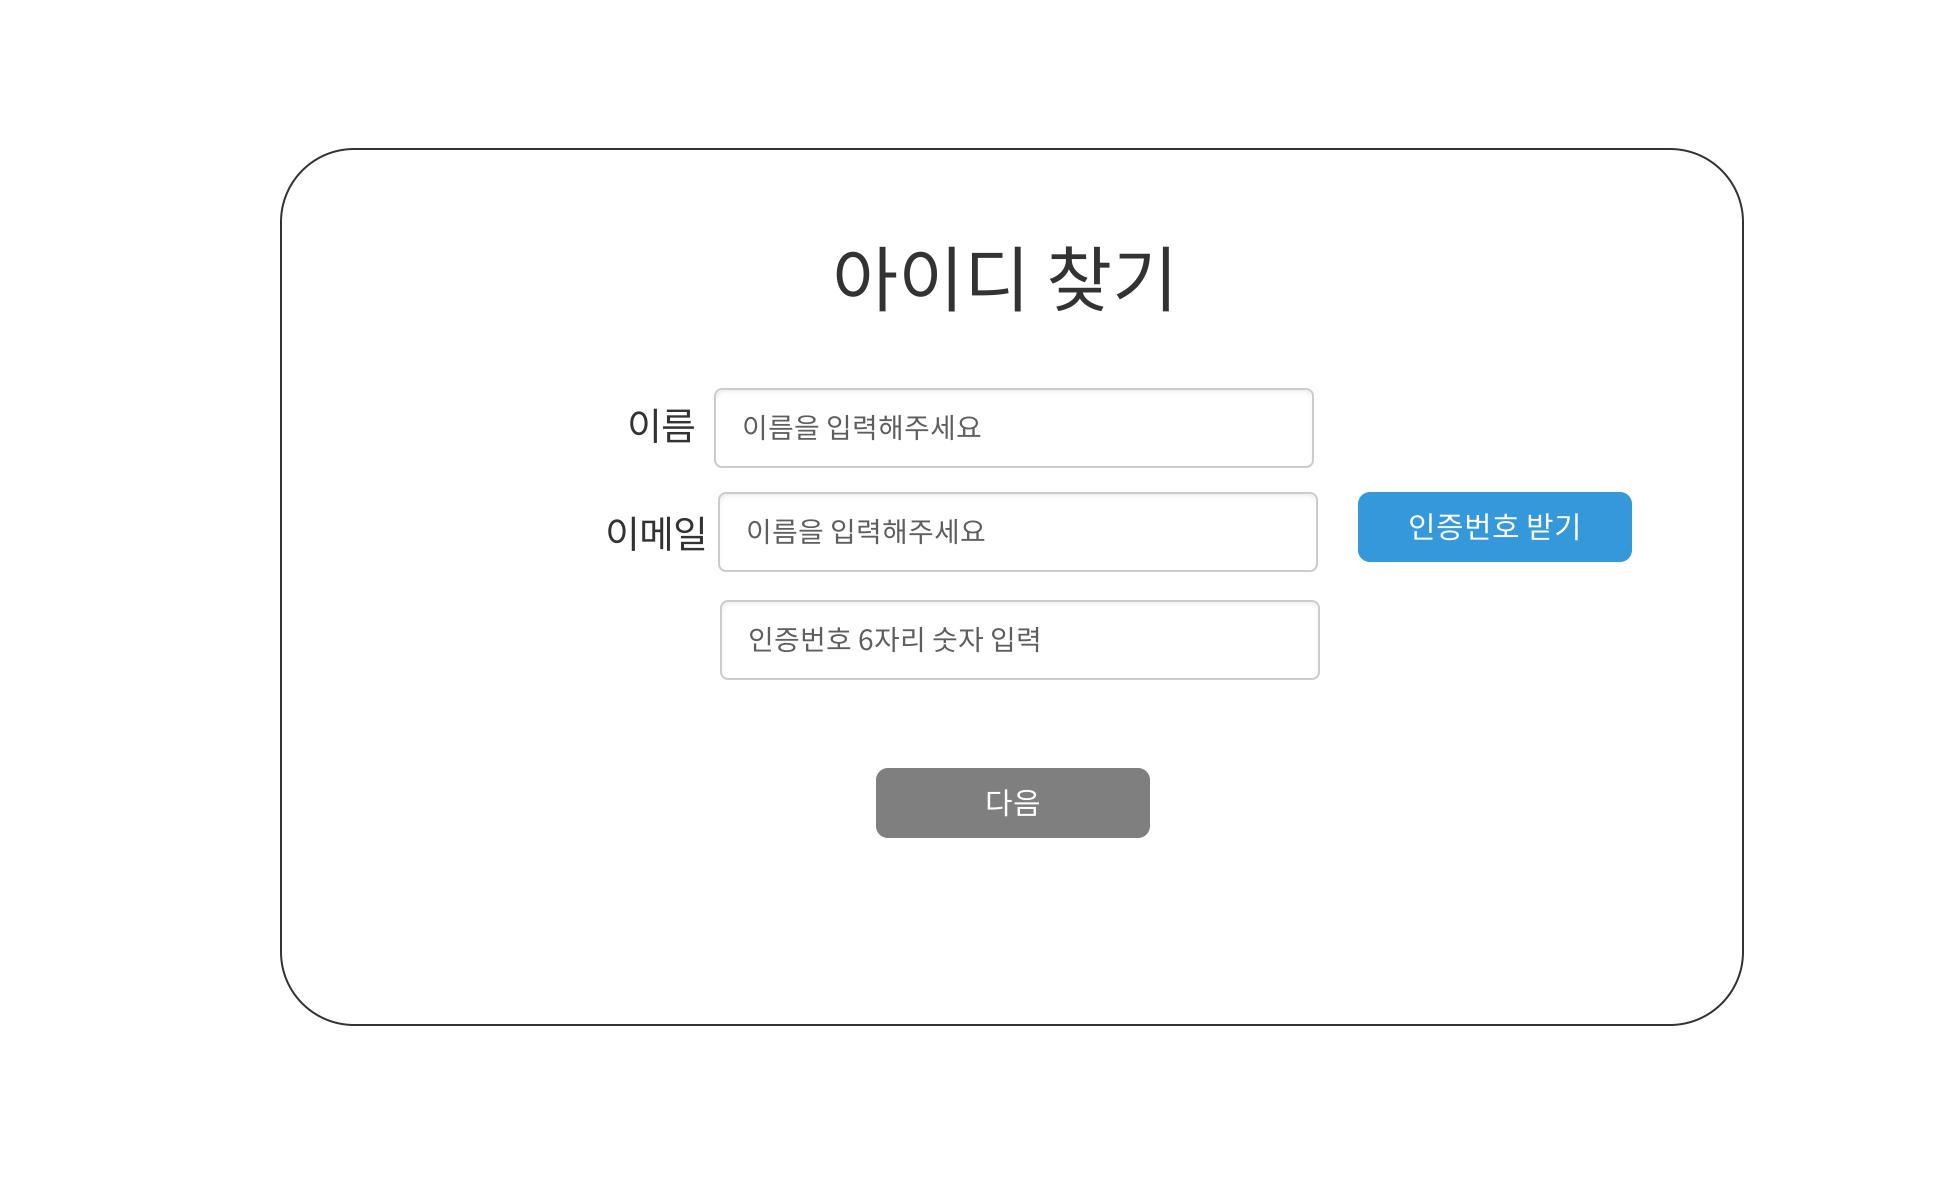 아이디 찾기
이름
이름을 입력해주세요
이메일
이름을 입력해주세요
인증번호 받기
인증번호 6자리 숫자 입력
다음